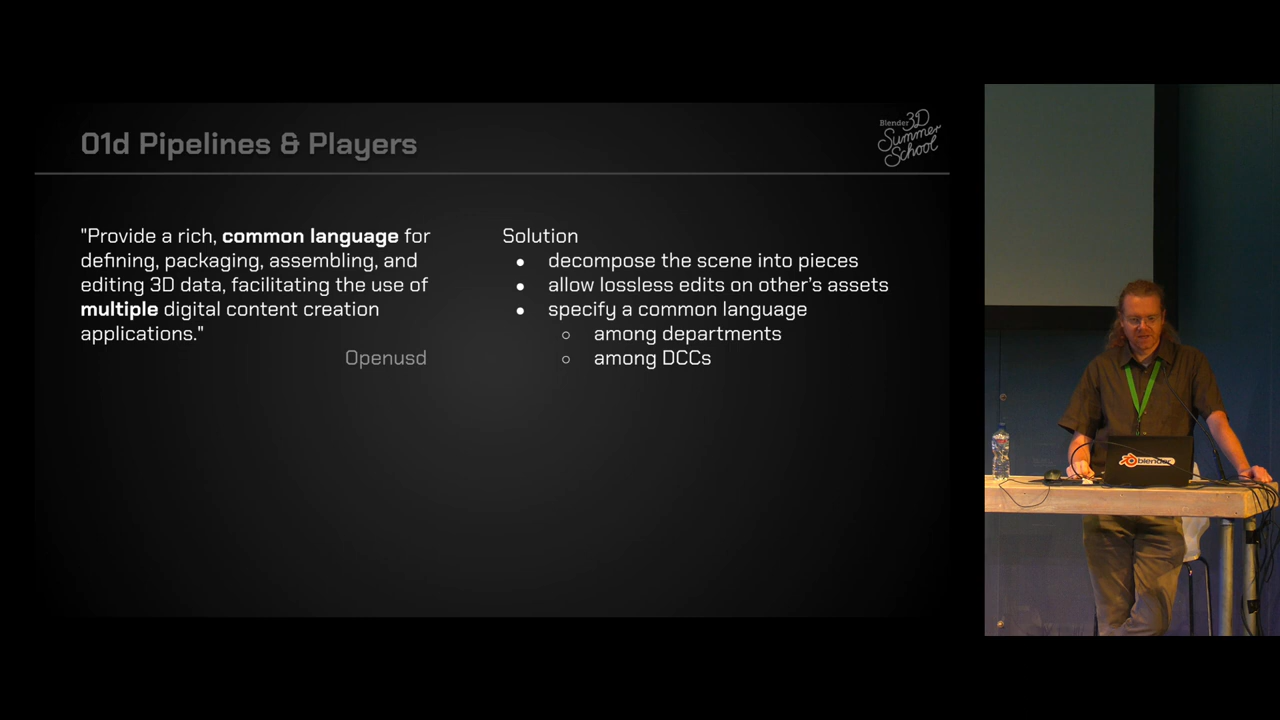 01d Pipelines & Players
Blender 3D
Summer
School
"Provide a rich, common language for
defining, packaging, assembling, and
editing 3D data, facilitating the use of
multiple digital content creation
applications."
Openusd
Solution
● decompose the scene into pieces
● allow lossless edits on other's assets
● specify a common language
○ among departments
○ among DCCs
blender